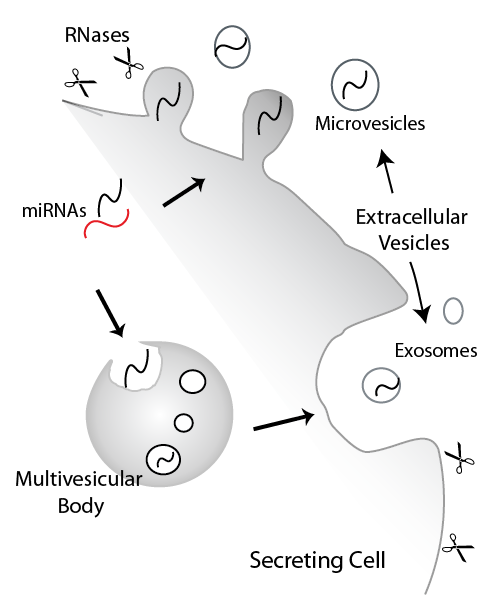 RNases
Microvesicles
miRNAs
Extracellular
Vesicles
Exosomes
Multivesicular
Body
Secreting Cell